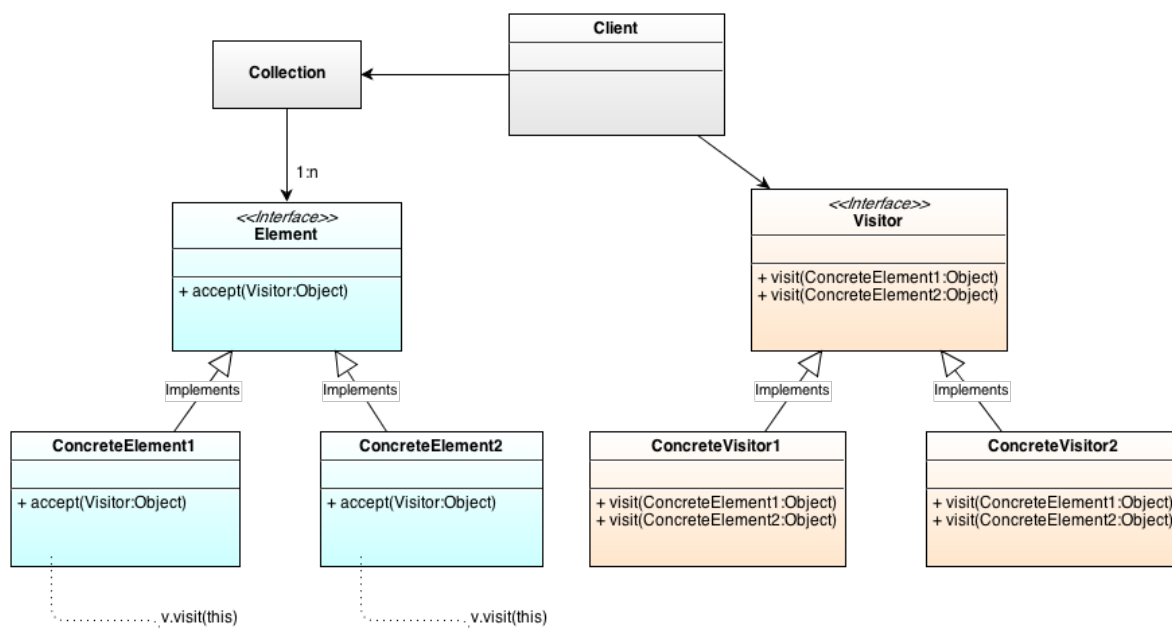 Client
Collection
1:n
<<Interface>>
Element
+ accept(Visitor:Object)
<<Interface>>
Visitor
+ visit(ConcreteElement1:Object)
+ visit(ConcreteElement2:Object)
Implements
Implements
Implements
Implements
ConcreteElement1
+ accept(Visitor:Object)
ConcreteElement2
+ accept(Visitor:Object)
ConcreteVisitor1
+ visit(ConcreteElement1:Object)
+ visit(ConcreteElement2:Object)
ConcreteVisitor2
+ visit(ConcreteElement1:Object)
+ visit(ConcreteElement2:Object)
v.visit(this)
v.visit(this)